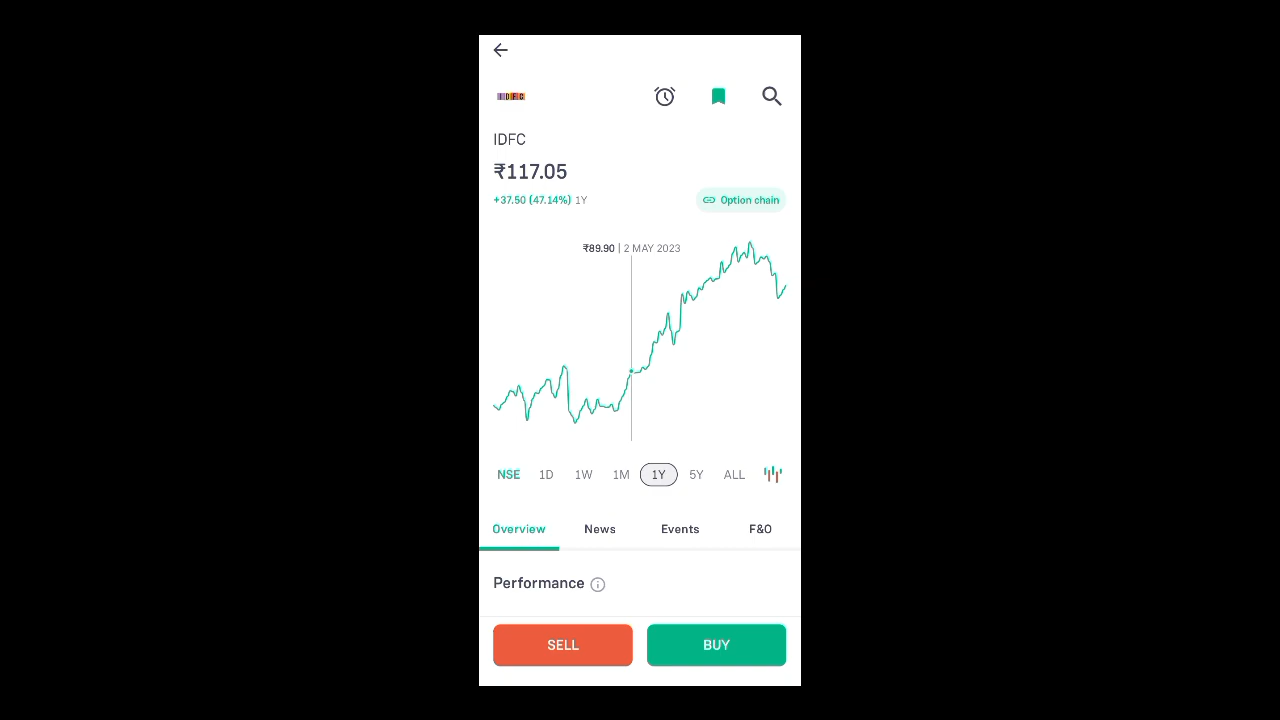 IDFC
IDFC
₹117.05
+37.50 (47.14%) 1Y
Option chain
₹89.90 | 2 MAY 2023
NSE 1D 1W 1M 1Y 5Y ALL
Overview News Events F&O
Performance
SELL BUY